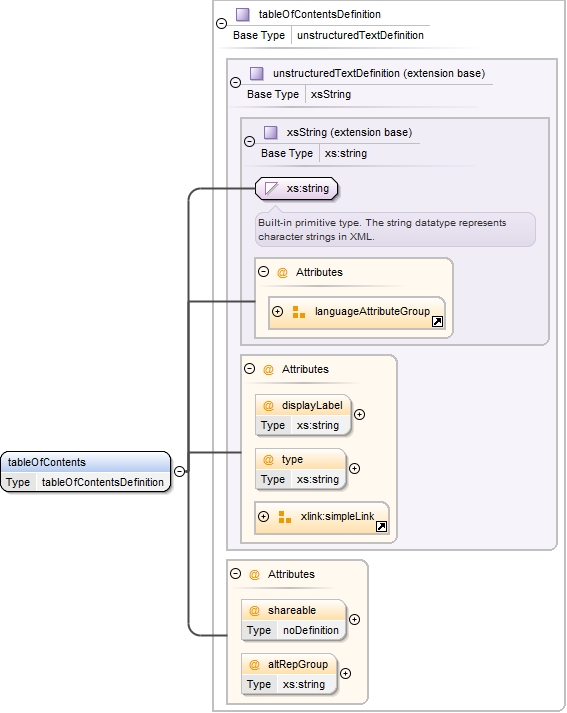 tableOfContentsDefinition
Base Type unstructuredTextDefinition
unstructuredTextDefinition (extension base)
Base Type xsString
xsString (extension base)
Base Type xs:string
xs:string
Built-in primitive type. The string datatype represents
character strings in XML.
@ Attributes
languageAttributeGroup
@ Attributes
@ displayLabel
Type xs:string
@ type
Type xs:string
xlink:simpleLink
tableOfContents
Type tableOfContentsDefinition
@ Attributes
@ shareable
Type noDefinition
@ altRepGroup
Type xs:string